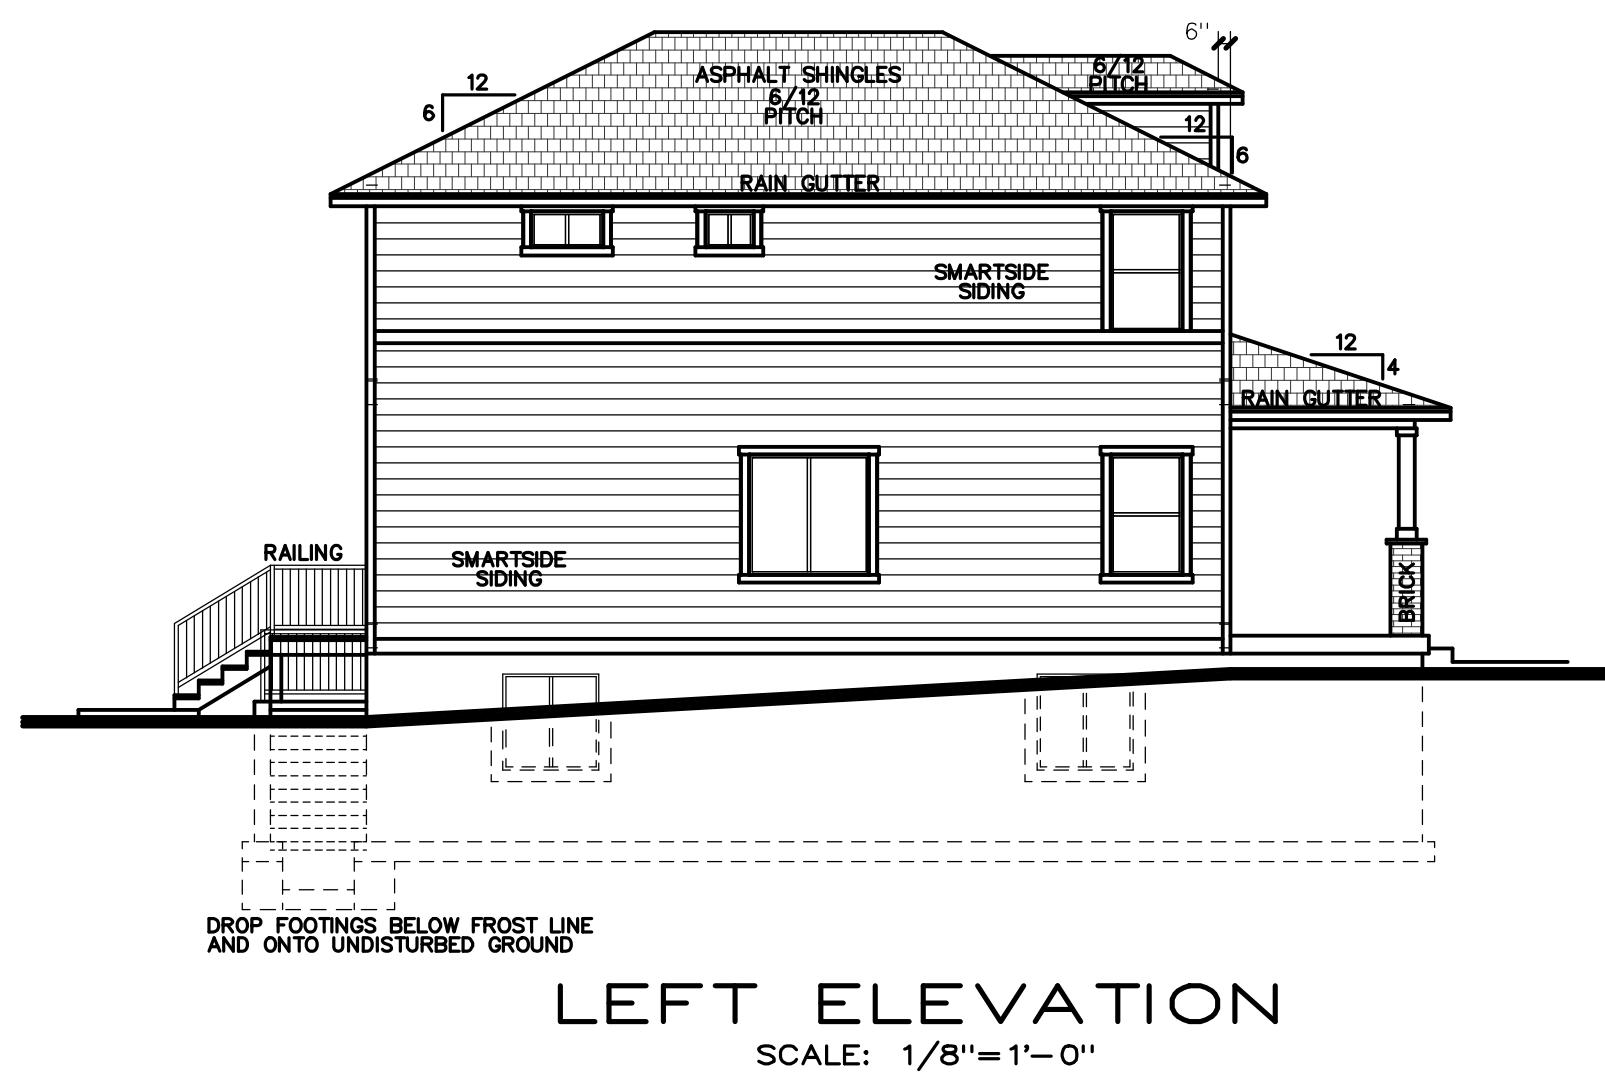 6"
6/12
PITCH
ASPHALT SHINGLES
6/12
PITCH
12
6
12
6
RAIN GUTTER
SMARTSIDE
SIDING
12
4
RAIN GUTTER
RAILING
SMARTSIDE
SIDING
BRICK
DROP FOOTINGS BELOW FROST LINE
AND ONTO UNDISTURBED GROUND
LEFT ELEVATION
SCALE: 1/8"=1'-0"